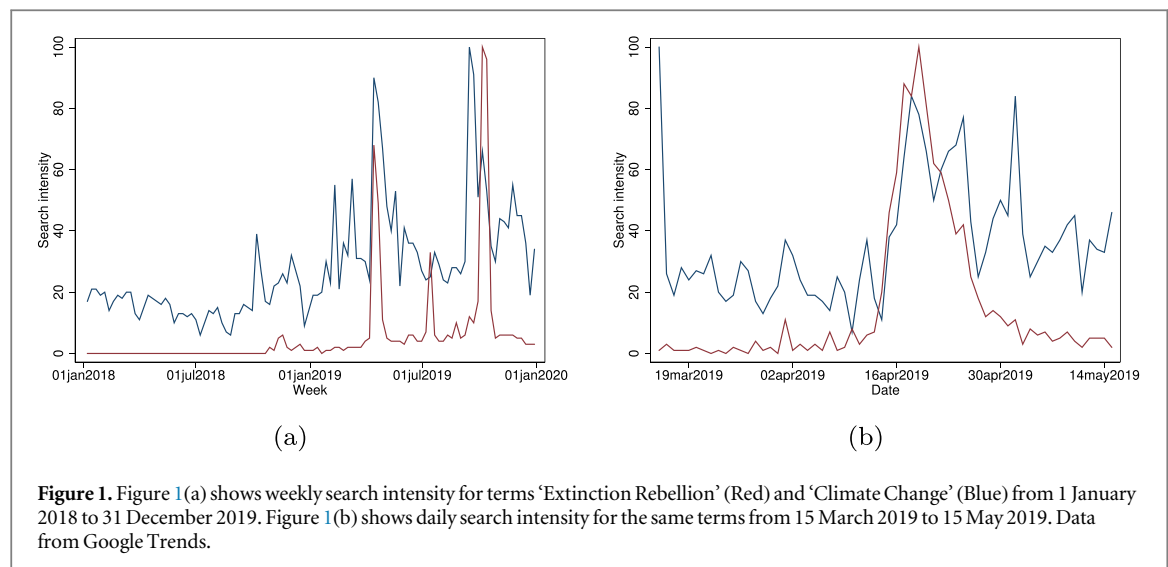 100
80
60
40
20
0
Search intensity
01jan2018
01jul2018
01jan2019
01jul2019
01jan2020
Week
(a)
100
80
60
40
20
0
Search intensity
19mar2019
02apr2019
16apr2019
30apr2019
14may2019
Date
(b)
Figure 1. Figure 1(a) shows weekly search intensity for terms ‘Extinction Rebellion’ (Red) and ‘Climate Change’ (Blue) from 1 January
2018 to 31 December 2019. Figure 1(b) shows daily search intensity for the same terms from 15 March 2019 to 15 May 2019. Data
from Google Trends.